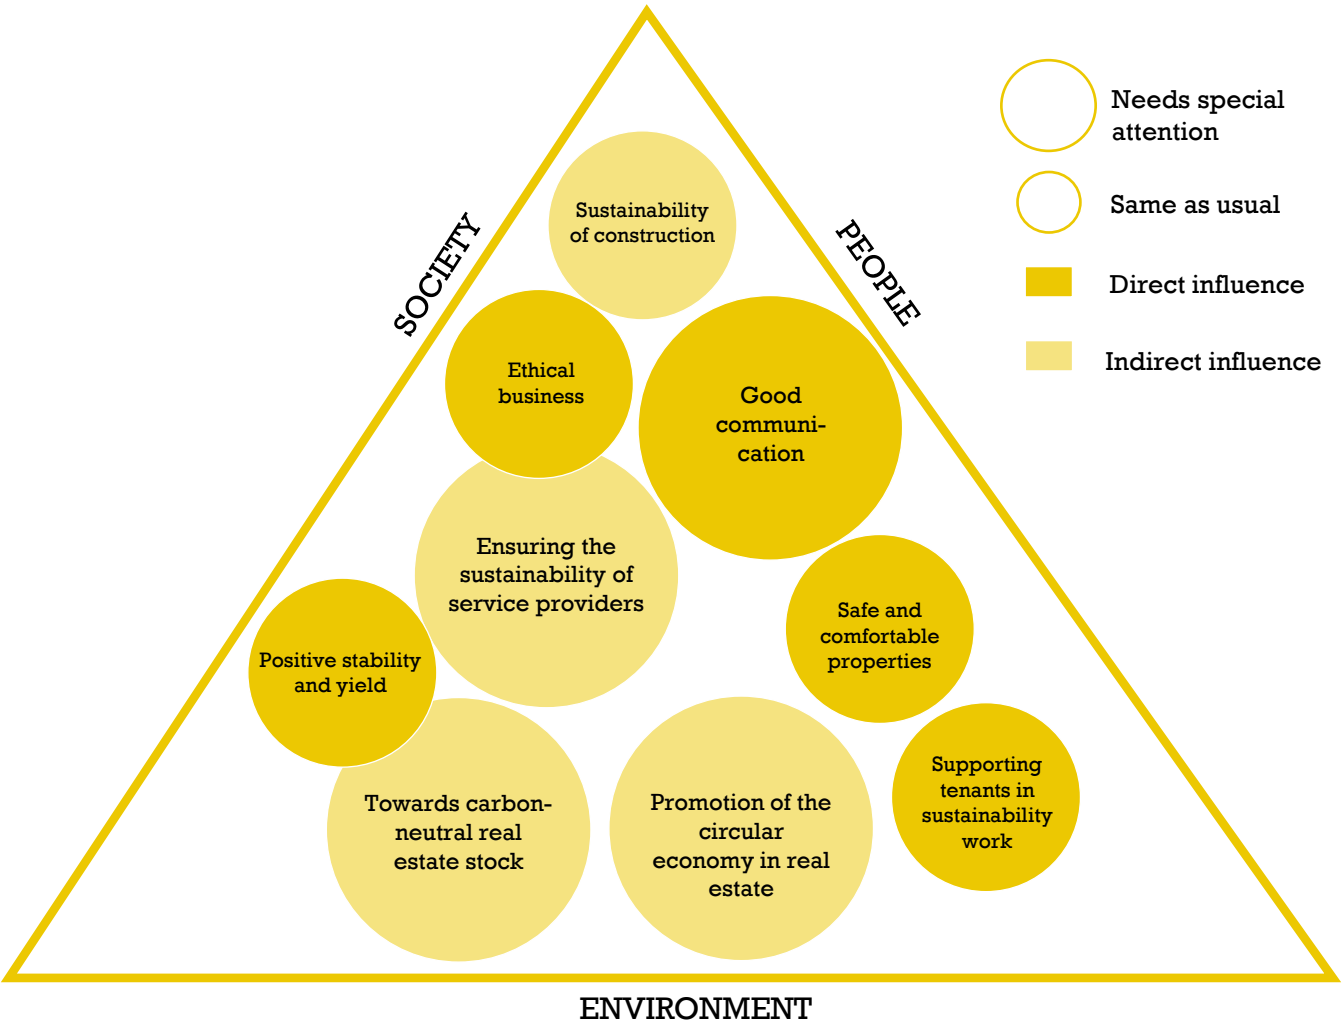 Needs special
attention
Same as usual
Direct influence
Indirect influence
SOCIETY
PEOPLE
Sustainability
of construction
Ethical
business
Good
communi-
cation
Ensuring the
sustainability of
service providers
Safe and
comfortable
properties
Positive stability
and yield
Supporting
tenants in
sustainability
work
Towards carbon-
neutral real
estate stock
Promotion of the
circular
economy in real
estate
ENVIRONMENT